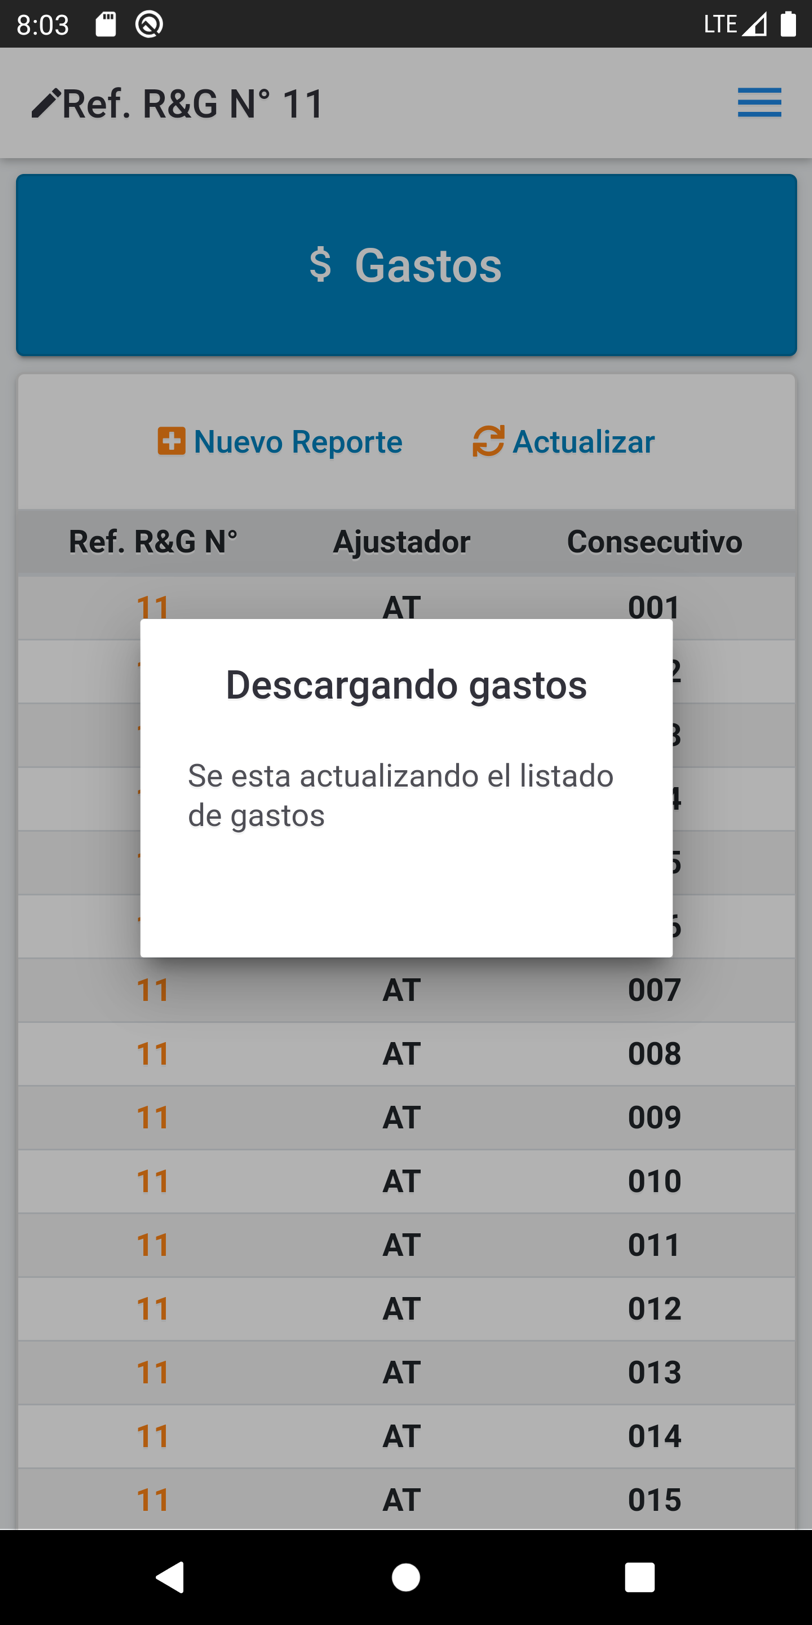 8:03 LTE
Ref. R&G N° 11
$ Gastos
Nuevo Reporte Actualizar
Ref. R&G N° Ajustador Consecutivo
11 AT 001
Descargando gastos
Se esta actualizando el listado
de gastos
11 AT 007
11 AT 008
11 AT 009
11 AT 010
11 AT 011
11 AT 012
11 AT 013
11 AT 014
11 AT 015